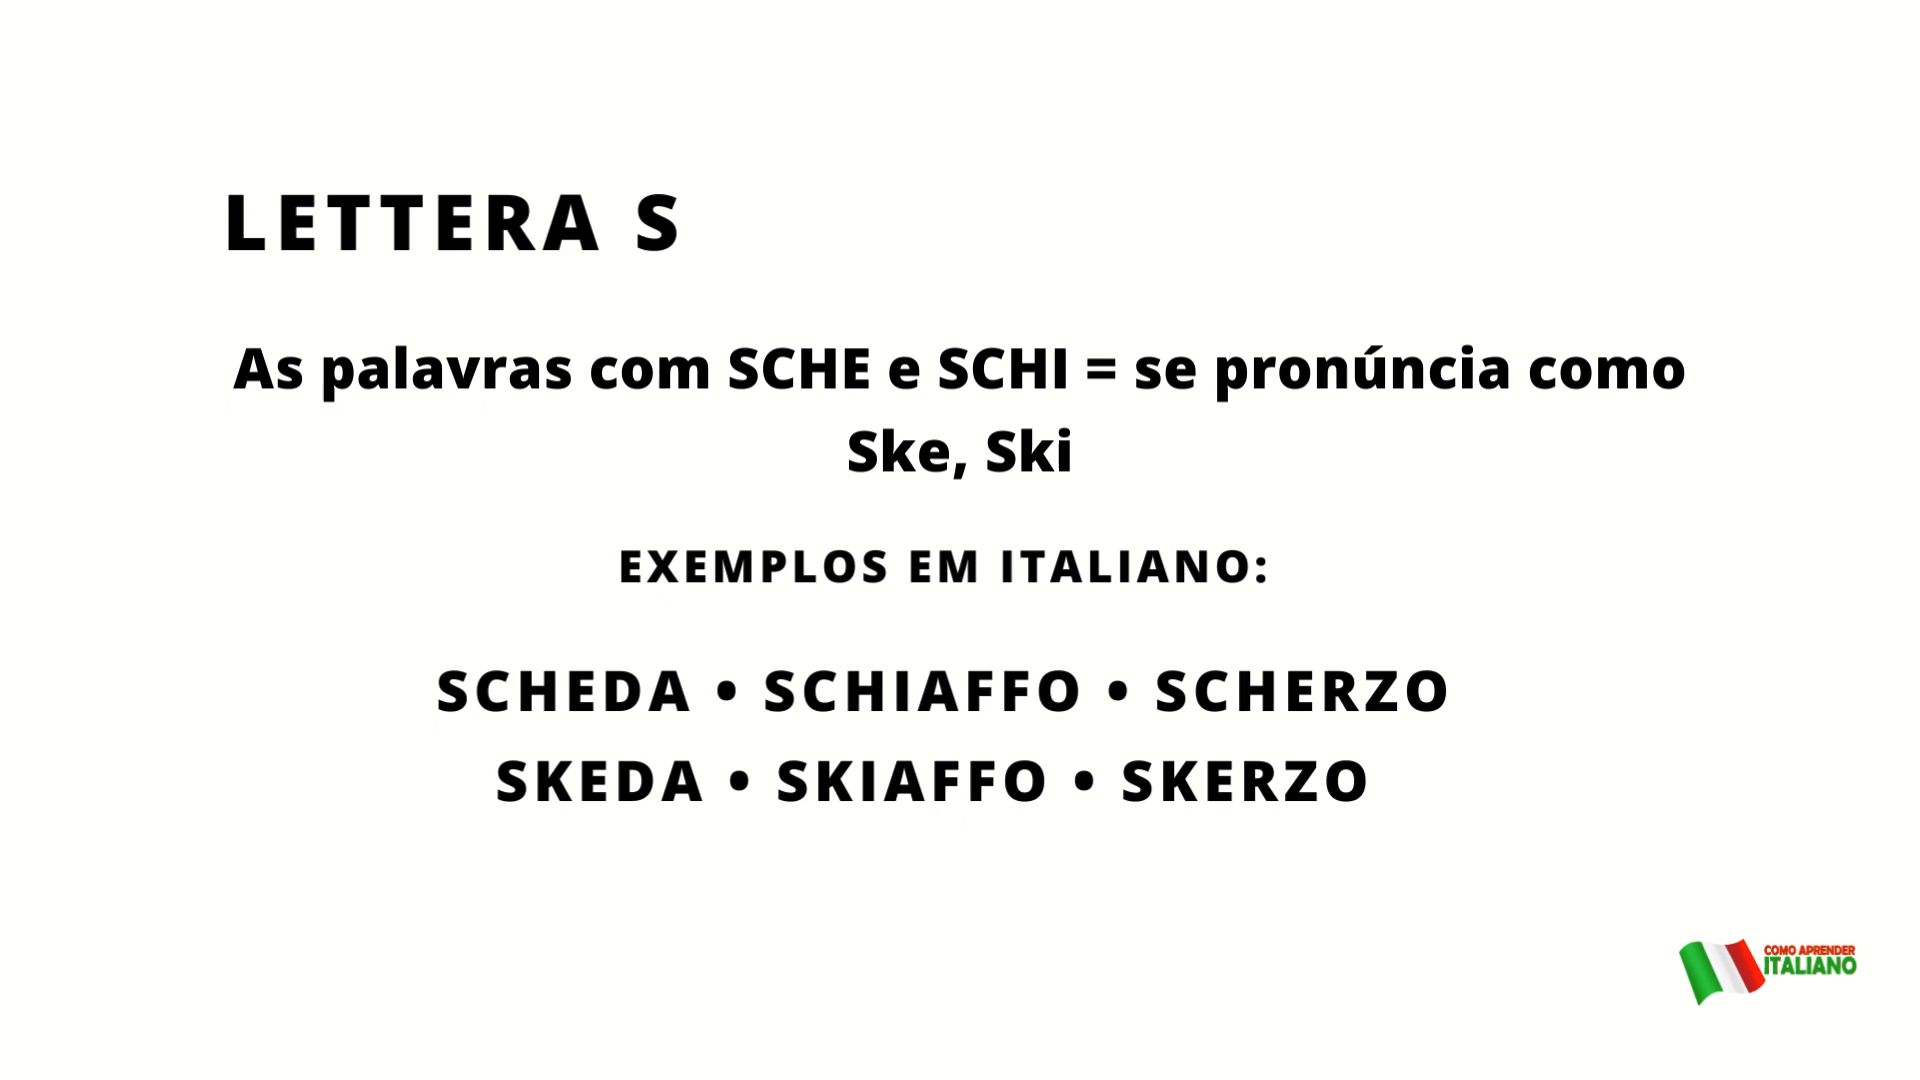 LETTERA S
As palavras com SCHE e SCHI = se pronúncia como
Ske, Ski
EXEMPLOS EM ITALIANO:
SCHEDA • SCHIAFFO • SCHERZO
SKEDA • SKIAFFO • SKERZO
COMO APRENDER
ITALIANO